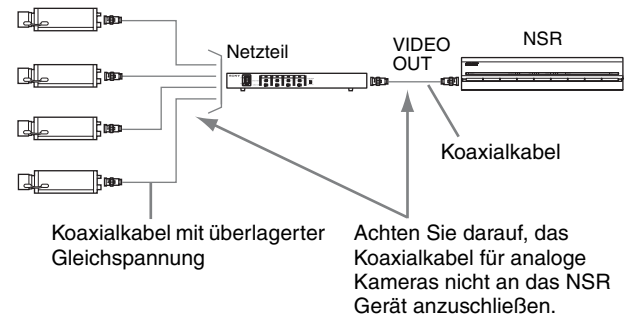 Netzteil
VIDEO
OUT
NSR
Koaxialkabel
Koaxialkabel mit überlagerter
Gleichspannung
Achten Sie darauf, das
Koaxialkabel für analoge
Kameras nicht an das NSR
Gerät anzuschließen.